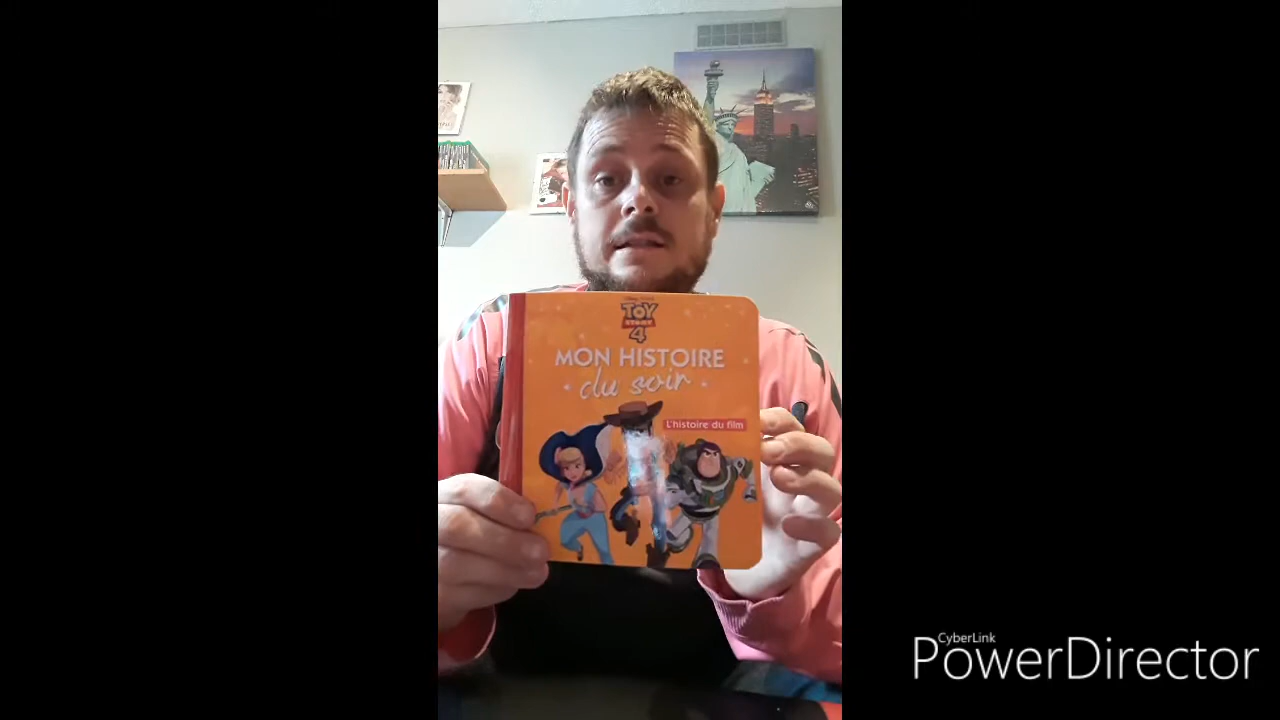 TOY
STORY
4
MON HISTOIRE
du soir
L'histoire du film
CyberLink
PowerDirector